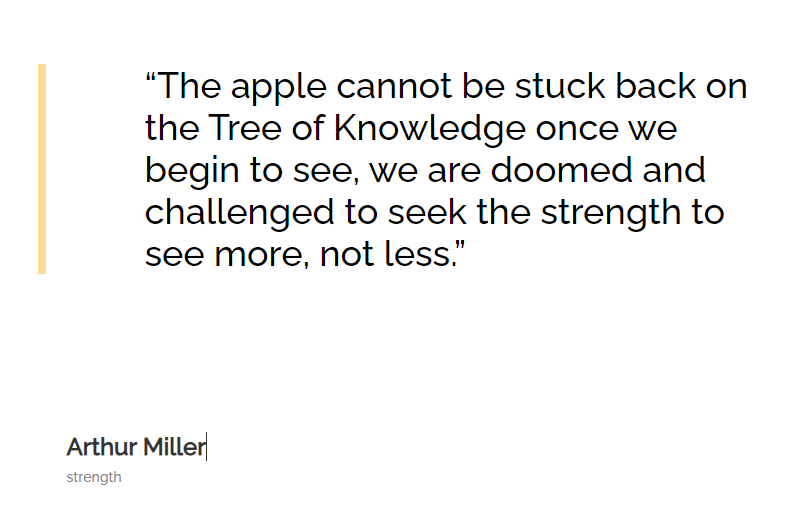 “The apple cannot be stuck back on
the Tree of Knowledge once we
begin to see, we are doomed and
challenged to seek the strength to
see more, not less.”
Arthur Miller
strength